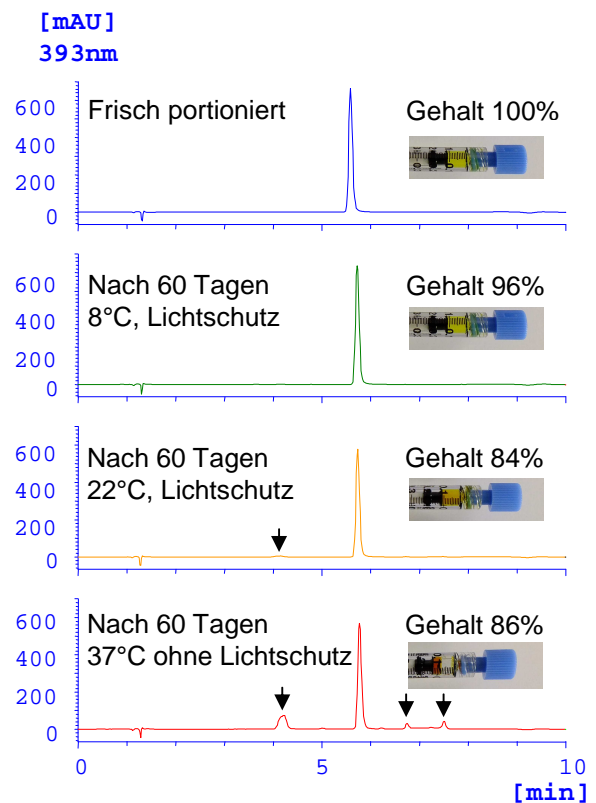 [mAU]
393nm
600
400
200
0
Frisch portioniert
Gehalt 100%
600
400
200
0
Nach 60 Tagen
8°C, Lichtschutz
Gehalt 96%
600
400
200
0
Nach 60 Tagen
22°C, Lichtschutz
Gehalt 84%
600
400
200
0
Nach 60 Tagen
37°C ohne Lichtschutz
Gehalt 86%
0 5 10
[min]